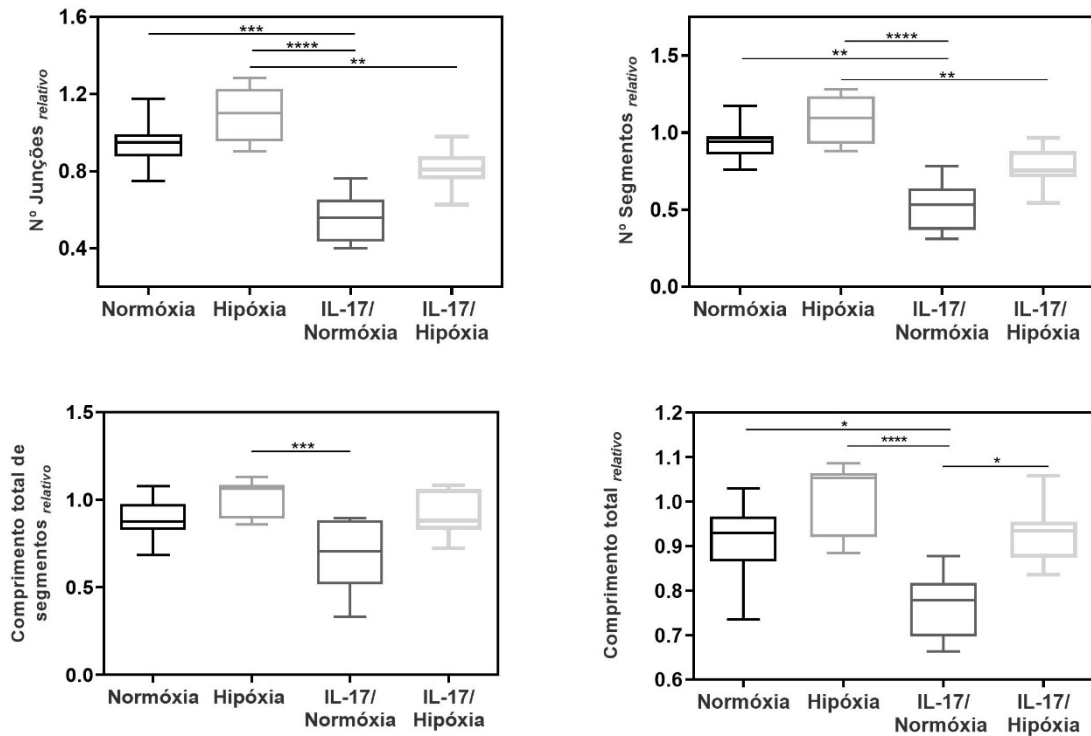 Nº Junções relativo
1.6
1.2
0.8
0.4
***
****
**
Normóxia
Hipóxia
IL-17/
Normóxia
IL-17/
Hipóxia
Nº Segmentos relativo
1.5
1.0
0.5
0.0
****
**
**
Normóxia
Hipóxia
IL-17/
Normóxia
IL-17/
Hipóxia
Comprimento total de
segmentos relativo
1.5
1.0
0.5
0.0
***
Normóxia
Hipóxia
IL-17/
Normóxia
IL-17/
Hipóxia
Comprimento total relativo
1.2
1.1
1.0
0.9
0.8
0.7
0.6
*
****
*
Normóxia
Hipóxia
IL-17/
Normóxia
IL-17/
Hipóxia